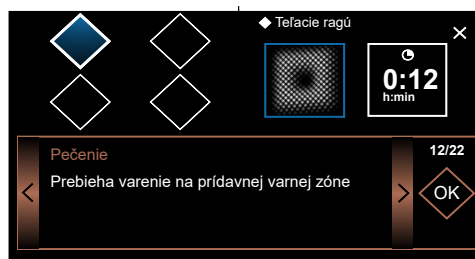 Teľacie ragú
0:12
h:min
Pečenie
12/22
Prebieha varenie na prídavnej varnej zóne
OK